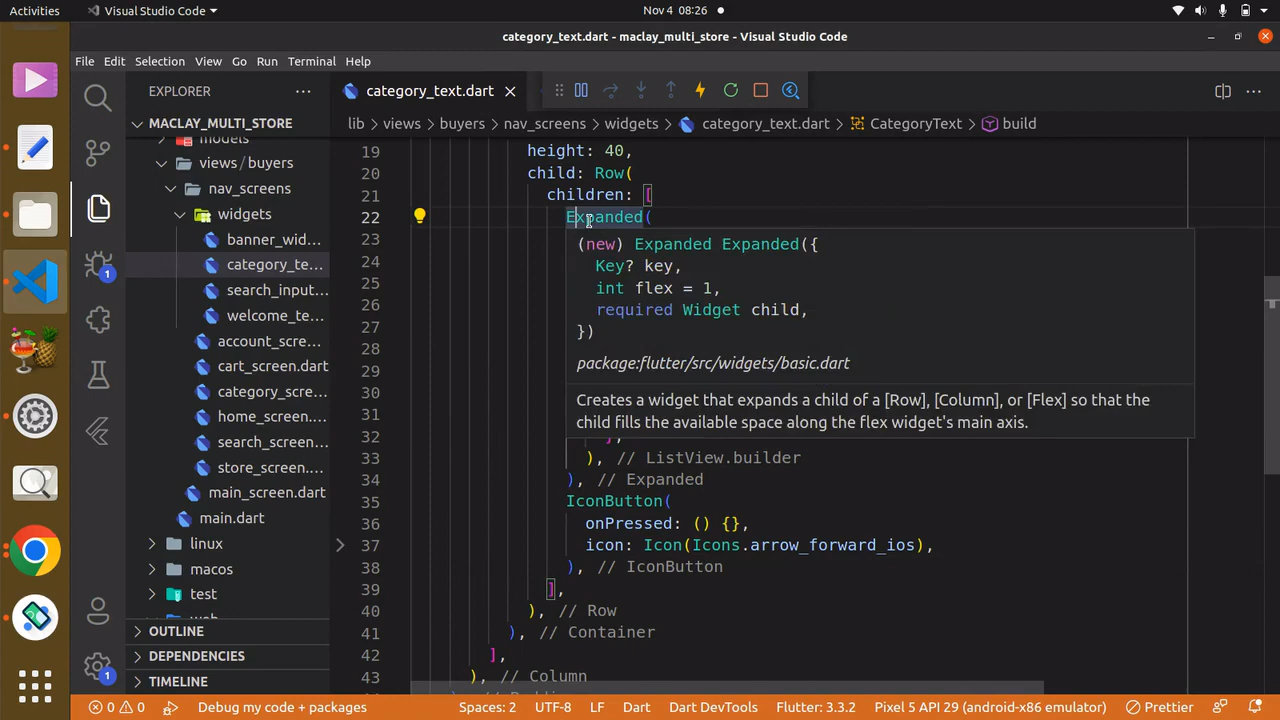 Activities
Visual Studio Code
Nov 4 08:26
category_text.dart - maclay_multi_store - Visual Studio Code
File Edit Selection View Go Run Terminal Help
EXPLORER
category_text.dart
MACLAY_MULTI_STORE
lib > views > buyers > nav_screens > widgets > category_text.dart > CategoryText > build
models
views / buyers
nav_screens
widgets
banner_wid...
category_te...
search_input...
welcome_te...
account_scre...
cart_screen.dart
category_scre...
home_screen....
search_screen...
store_screen....
main_screen.dart
main.dart
linux
macos
test
OUTLINE
DEPENDENCIES
TIMELINE
19 height: 40,
20 child: Row(
21 children: [
22 Expanded(
23
24
25
26
27
28
29
30
31
32 ],
33 ), // ListView.builder
34 ), // Expanded
35 IconButton(
36 onPressed: () {},
37 icon: Icon(Icons.arrow_forward_ios),
38 ), // IconButton
39 ],
40 ), // Row
41 ), // Container
42 ],
43 ), // Column
(new) Expanded Expanded({
Key? key,
int flex = 1,
required Widget child,
})
package:flutter/src/widgets/basic.dart
Creates a widget that expands a child of a [Row], [Column], or [Flex] so that the
child fills the available space along the flex widget's main axis.
1
1
0 0 Debug my code + packages
Spaces: 2 UTF-8 LF Dart Dart DevTools Flutter: 3.3.2 Pixel 5 API 29 (android-x86 emulator) Prettier